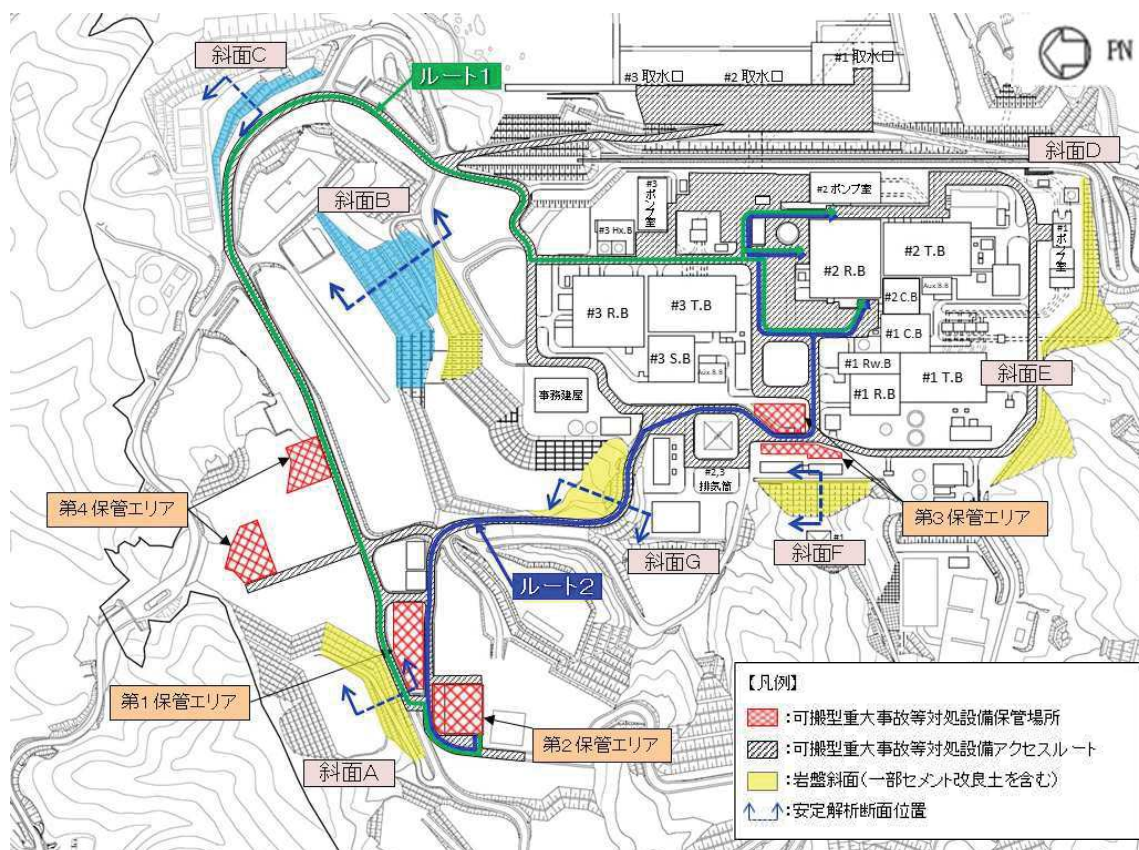 斜面C
ルート1
#3 取水口
#2 取水口
#1 取水口
PN
斜面D
斜面B
#3 ポンプ室
#2 ポンプ室
#1 ポンプ室
#3 Hx.B
#2 R.B
#2 T.B
#2 C.B
Aux.B.B
#3 R.B
#3 T.B
#1 C.B
#3 S.B
Aux.B.B
#1 Rw.B
#1 T.B
#1 R.B
斜面E
事務建屋
#2,3
排気筒
第4保管エリア
第3保管エリア
#1
斜面F
斜面G
ルート2
第1保管エリア
第2保管エリア
斜面A
【凡例】
:可搬型重大事故等対処設備保管場所
:可搬型重大事故等対処設備アクセスルート
:岩盤斜面(一部セメント改良土を含む)
:安定解析断面位置